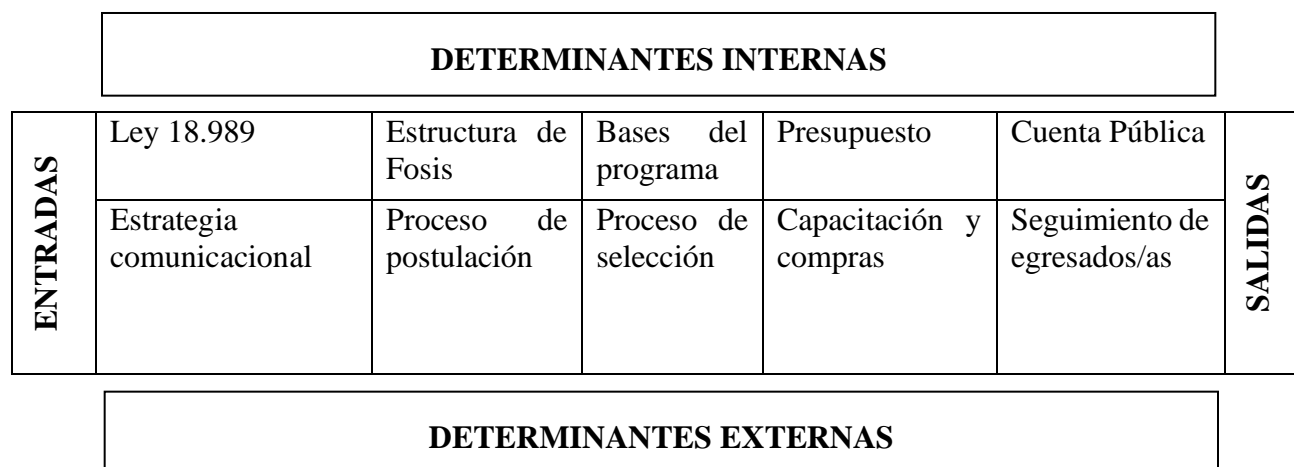 DETERMINANTES INTERNAS
ENTRADAS
Ley 18.989
Estructura de
Fosis
Bases del
programa
Presupuesto
Cuenta Pública
Estrategia
comunicacional
Proceso de
postulación
Proceso de
selección
Capacitación y
compras
Seguimiento de
egresados/as
SALIDAS
DETERMINANTES EXTERNAS